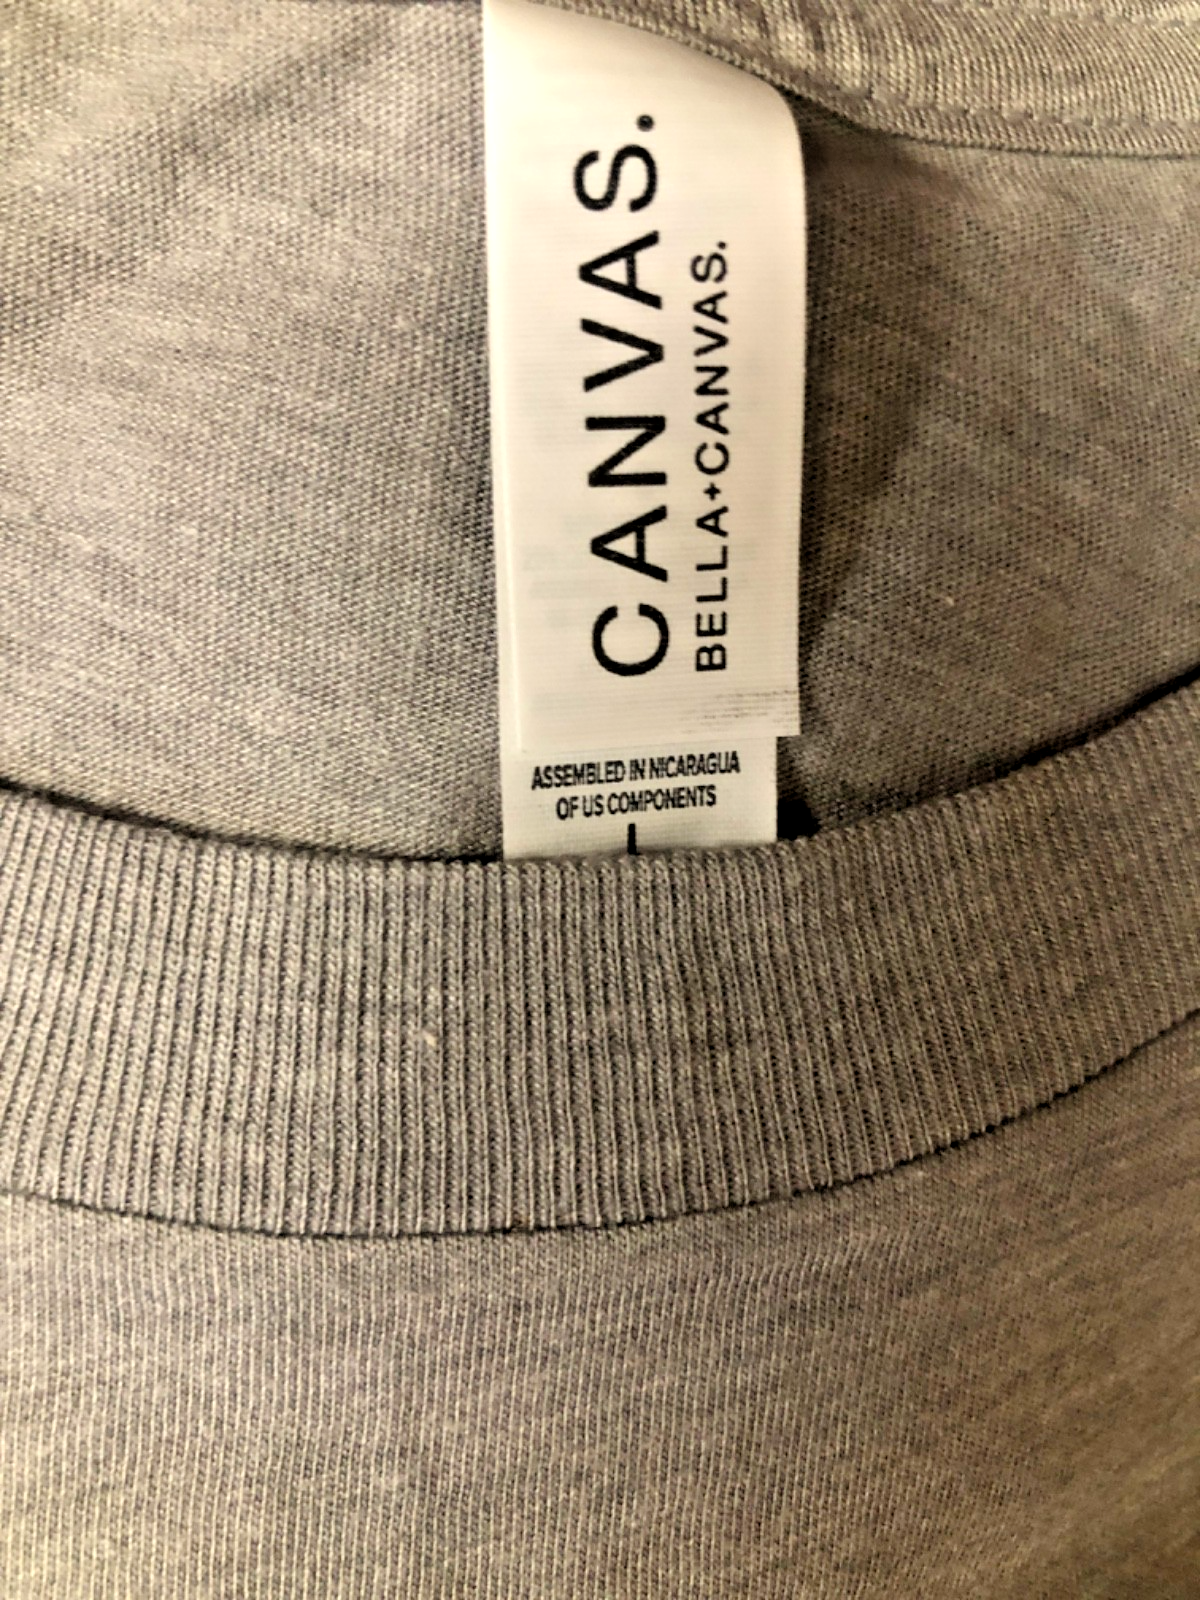 CANVAS.
BELLA+CANVAS.
ASSEMBLED IN NICARAGUA
OF US COMPONENTS